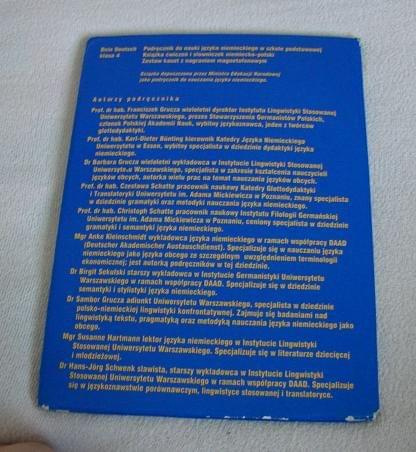 Dein Deutsch Podręcznik do nauki języka niemieckiego w szkole podstawowej
klasa 4 Książka ćwiczeń i słowniczek niemiecko-polski
Zestaw kaset z nagraniem magnetofonowym
Książka dopuszczona przez Ministra Edukacji Narodowej
jako podręcznik do nauczania języków obcych.
Autorzy podręcznika
Prof. dr hab. Franciszek Grucza wieloletni dyrektor Instytutu Lingwistyki Stosowanej
Uniwersytetu Warszawskiego, prezes Stowarzyszenia Germanistów Polskich,
członek Polskiej Akademii Nauk, wybitny językoznawca, jeden z twórców
glottodydaktyki.
Prof. dr hab. Karl-Dieter Bünting kierownik Katedry Języka Niemieckiego
Uniwersytetu w Essen, wybitny specjalista w dziedzinie dydaktyki języka
niemieckiego.
Dr Barbara Grucza wieloletni wykładowca w Instytucie Lingwistyki Stosowanej
Uniwersytetu Warszawskiego, specjalista w zakresie kształcenia nauczycieli
języków obcych, autorka wielu prac na temat nauczania języków obcych.
Prof. dr hab. Czesława Schatte pracownik naukowy Katedry Glottodydaktyki
i Translatoryki Uniwersytetu im. Adama Mickiewicza w Poznaniu, znany specjalista
w dziedzinie gramatyki oraz metodyki nauczania języka niemieckiego.
Prof. dr hab. Christoph Schatte pracownik naukowy Instytutu Filologii Germańskiej
Uniwersytetu im. Adama Mickiewicza w Poznaniu, ceniony specjalista w dziedzinie
gramatyki i semantyki języka niemieckiego.
Mgr Anke Kleinschmidt wykładowca języka niemieckiego w ramach współpracy DAAD
(Deutscher Akademischer Austauschdienst). Specjalizuje się w nauczaniu języka
niemieckiego jako języka obcego ze szczególnym uwzględnieniem terminologii
ekonomicznej; jest autorką podręczników w tej dziedzinie.
Dr Birgit Sekulski starszy wykładowca w Instytucie Germanistyki Uniwersytetu
Warszawskiego w ramach współpracy DAAD. Specjalizuje się w dziedzinie
semantyki i stylistyki języka niemieckiego.
Dr Sambor Grucza adiunkt Uniwersytetu Warszawskiego, specjalista w dziedzinie
polsko-niemieckiej lingwistyki konfrontatywnej. Zajmuje się badaniami nad
lingwistyką tekstu, pragmatyką oraz metodyką nauczania języka niemieckiego jako
obcego.
Mgr Susanne Hartmann lektor języka niemieckiego w Instytucie Lingwistyki
Stosowanej Uniwersytetu Warszawskiego. Specjalizuje się w literaturze dziecięcej
i młodzieżowej.
Dr Hans-Jörg Schwenk slawista, starszy wykładowca w Instytucie Lingwistyki
Stosowanej Uniwersytetu Warszawskiego w ramach współpracy DAAD. Specjalizuje
się w językoznawstwie porównawczym, lingwistyce stosowanej i translatoryce.